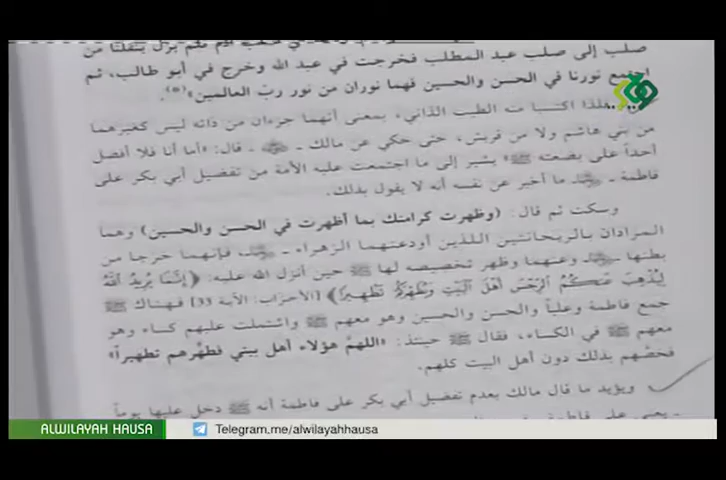 صلب إلى صلب عبد المطلب فخرجت في عبد الله وخرج في أبو طالب، ثم
اجتمع نورنا في الحسن والحسين فهما نوران من نور ربّ العالمين»
فلذا اكتسبا منه الطيب الذاتي، بمعنى أنهما جزءان من ذاته ليس كغيرهما
من بني هاشم ولا من قريش، حتى حكي عن مالك ـ ـ قال: «أما أنا فلا أفضل
أحداً على بضعته ﷺ» يشير إلى ما اجتمعت عليه الأمة من تفضيل أبي بكر على
فاطمة ـ ـ ما أخبر عن نفسه أنه لا يقول بذلك.
وسكت ثم قال: (وظهرت كرامتك بما أظهرت في الحسن والحسين) وهما
المرادان بالريحانتين اللذين أودعتهما الزهراء ـ ـ، فإنهما خرجا من
بطنها ـ ـ وعنهما وظهر تخصيصه لها ﷺ حين أنزل الله عليه: ﴿إِنَّمَا يُرِيدُ اللَّهُ
لِيُذْهِبَ عَنكُمُ الرِّجْسَ أَهْلَ الْبَيْتِ وَيُطَهِّرَكُمْ تَطْهِيرًا﴾ [الأحزاب: الآية 33] فهناك ﷺ
جمع فاطمة وعلياً والحسن والحسين وهو معهم ﷺ واشتملت عليهم كساء وهو
معهم ﷺ في الكساء، فقال ﷺ حينئذ: «اللهمّ هؤلاء أهل بيتي فطهّرهم تطهيراً»
فخصّهم بذلك دون أهل البيت كلهم.
ويؤيد ما قال مالك بعدم تفضيل أبي بكر على فاطمة أنه ﷺ دخل عليها يوماً
ALWILAYAH HAUSA
Telegram.me/alwilayahhausa